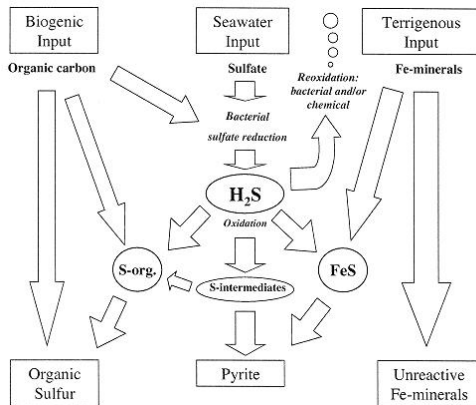 Biogenic
Input
Seawater
Input
Terrigenous
Input
Organic carbon
Sulfate
Fe-minerals
Reoxidation:
bacterial and/or
chemical
Bacterial
sulfate reduction
H₂S
Oxidation
S-org.
FeS
S-intermediates
Organic
Sulfur
Pyrite
Unreactive
Fe-minerals